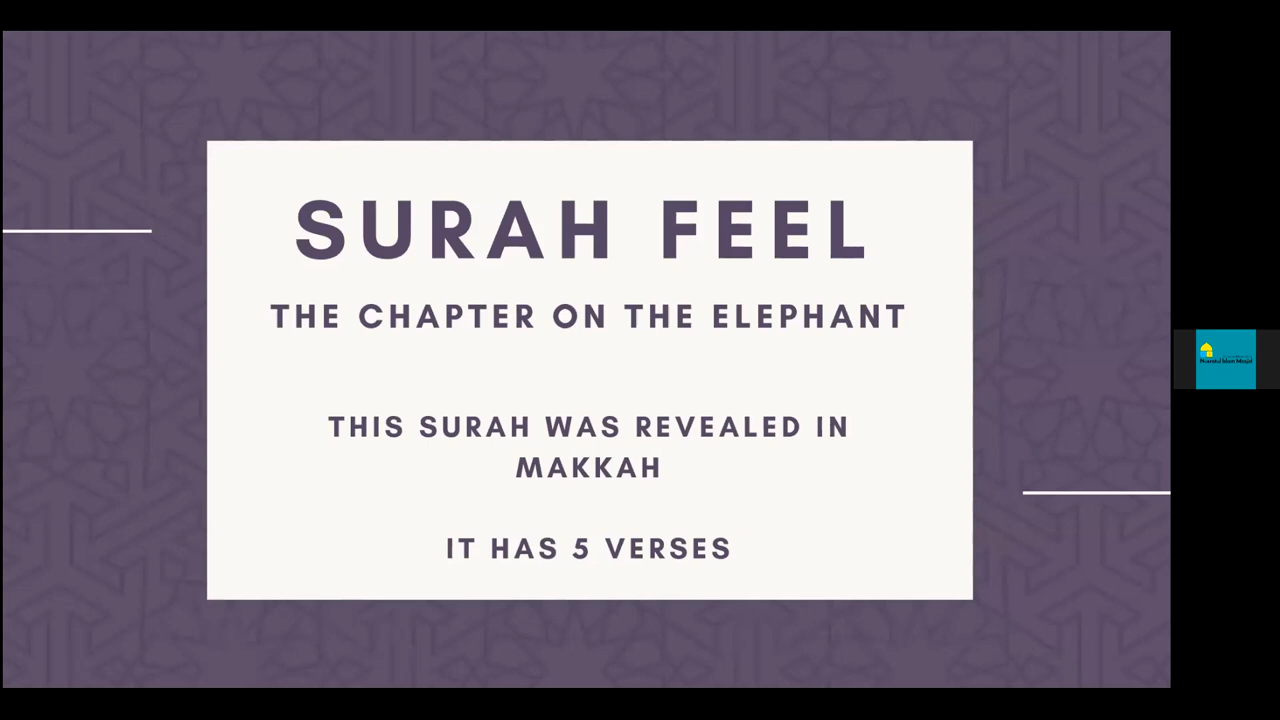 SURAH FEEL
THE CHAPTER ON THE ELEPHANT
THIS SURAH WAS REVEALED IN
MAKKAH
IT HAS 5 VERSES